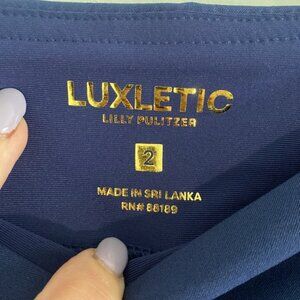 LUXLETIC
LILLY PULITZER
2
MADE IN SRI LANKA
RN# 88189